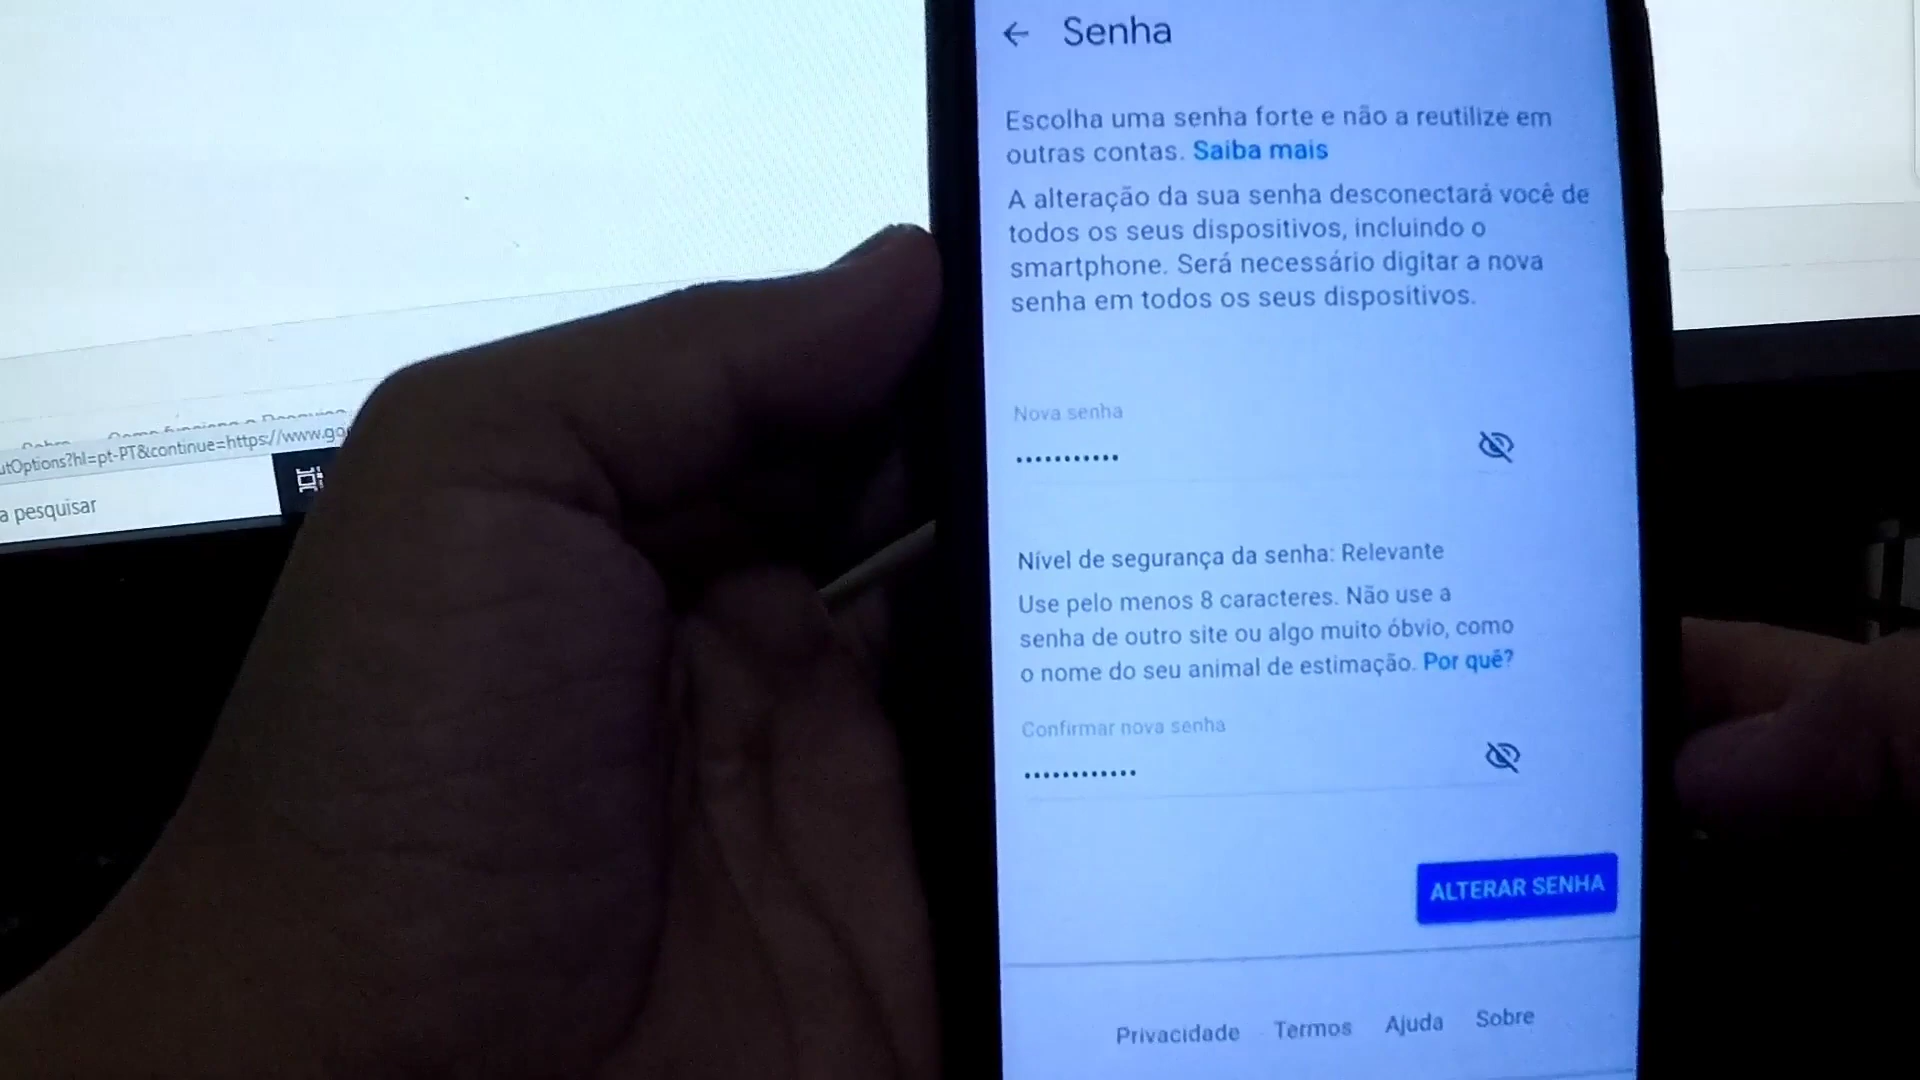 Senha
Escolha uma senha forte e não a reutilize em
outras contas. Saiba mais
A alteração da sua senha desconectará você de
todos os seus dispositivos, incluindo o
smartphone. Será necessário digitar a nova
senha em todos os seus dispositivos.
Nova senha
•••••••••••
Nível de segurança da senha: Relevante
Use pelo menos 8 caracteres. Não use a
senha de outro site ou algo muito óbvio, como
o nome do seu animal de estimação. Por quê?
Confirmar nova senha
••••••••••••
ALTERAR SENHA
Privacidade Termos Ajuda Sobre
utOptions?hl=pt-PT&continue=https://www.go
a pesquisar